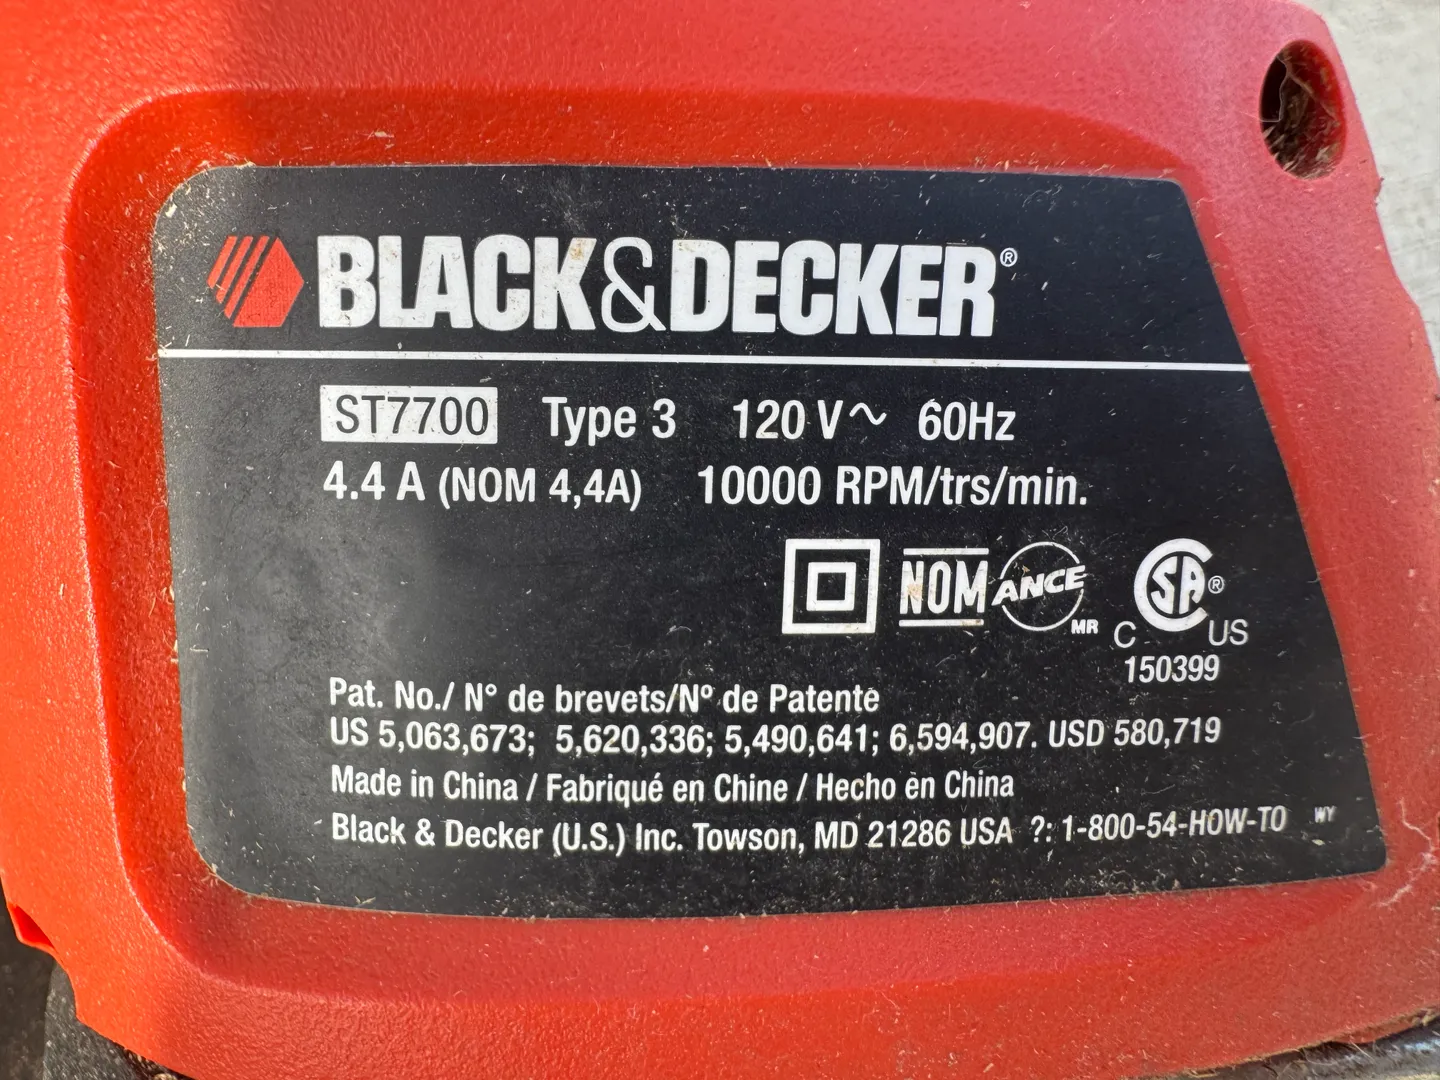 BLACK&DECKER®
ST7700 Type 3 120 V~ 60Hz
4.4 A (NOM 4,4A) 10000 RPM/trs/min.
NOM ANCE MR
CSA®
C US
150399
Pat. No./ N° de brevets/Nº de Patente
US 5,063,673; 5,620,336; 5,490,641; 6,594,907. USD 580,719
Made in China / Fabriqué en Chine / Hecho en China
Black & Decker (U.S.) Inc. Towson, MD 21286 USA ?: 1-800-54-HOW-TO WY